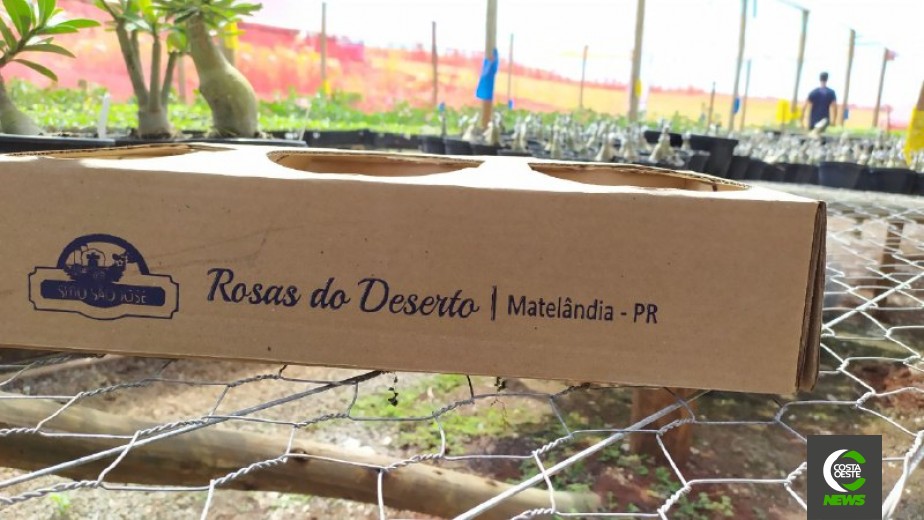 SÍTIO SÃO JOSÉ
Rosas do Deserto | Matelândia - PR
COSTA
OESTE
NEWS